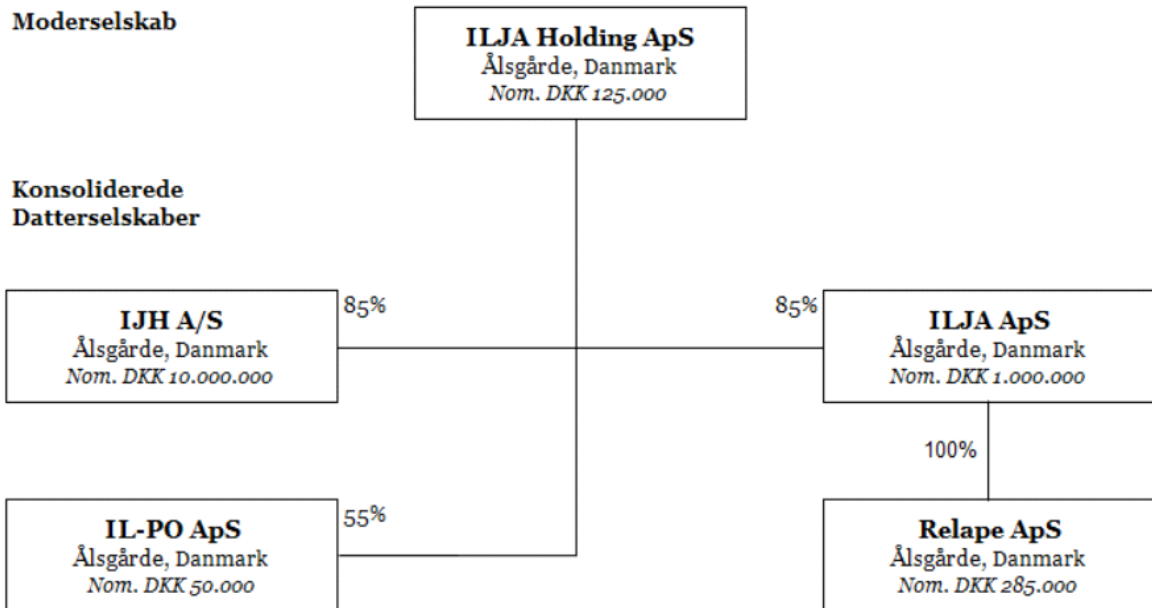 Moderselskab
ILJA Holding ApS
Ålsgårde, Danmark
Nom. DKK 125.000
Konsoliderede
Datterselskaber
85%
85%
IJH A/S
Ålsgårde, Danmark
Nom. DKK 10.000.000
ILJA ApS
Ålsgårde, Danmark
Nom. DKK 1.000.000
100%
55%
IL-PO ApS
Ålsgårde, Danmark
Nom. DKK 50.000
Relape ApS
Ålsgårde, Danmark
Nom. DKK 285.000